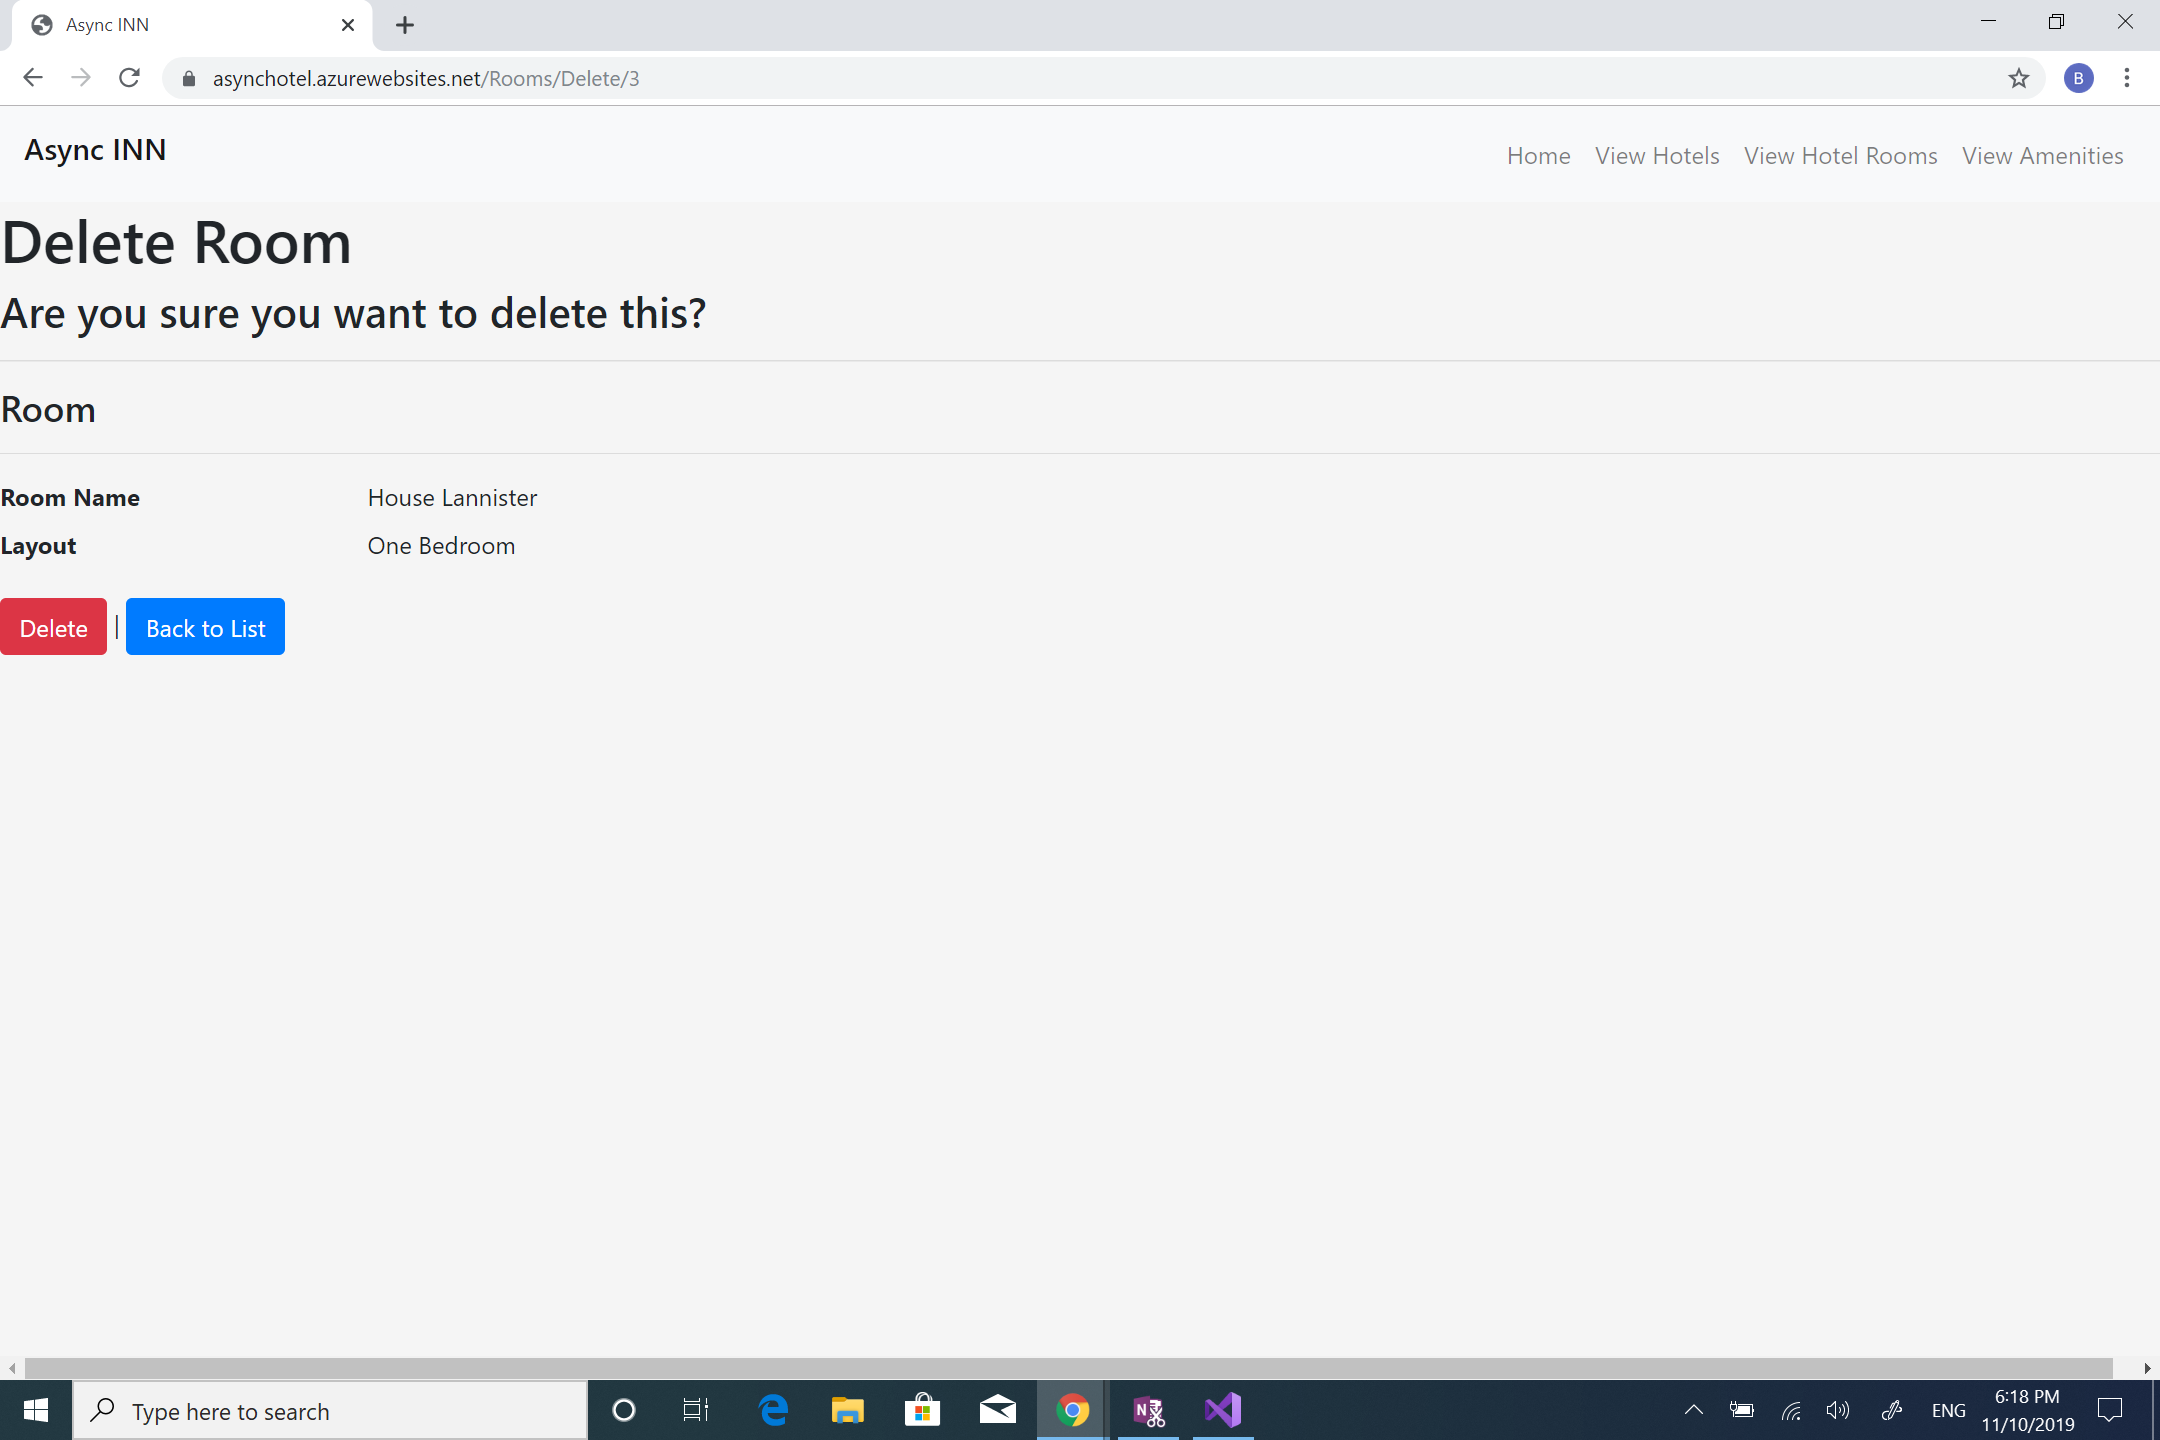 Async INN
asynchotel.azurewebsites.net/Rooms/Delete/3
B
Async INN
Home View Hotels View Hotel Rooms View Amenities
Delete Room
Are you sure you want to delete this?
Room
Room Name House Lannister
Layout One Bedroom
Delete | Back to List
Type here to search
N
ENG
6:18 PM
11/10/2019